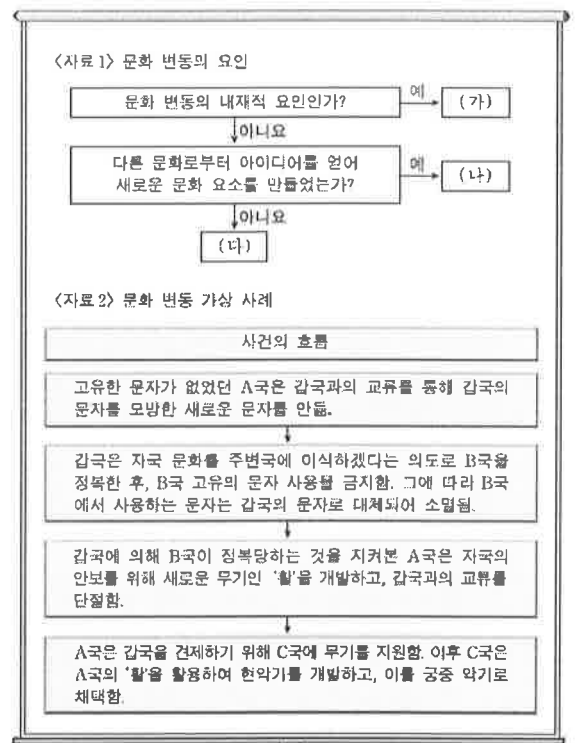 〈자료 1〉 문화 변동의 요인
문화 변동의 내재적 요인인가?
예
(가)
아니요
다른 문화로부터 아이디어를 얻어
새로운 문화 요소를 만들었는가?
예
(나)
아니요
(다)
〈자료 2〉 문화 변동 가상 사례
사건의 흐름
고유한 문자가 없었던 A국은 갑국과의 교류를 통해 갑국의
문자를 모방한 새로운 문자를 만듦.
갑국은 자국 문화를 주변국에 이식하겠다는 의도로 B국을
정복한 후, B국 고유의 문자 사용을 금지함. 그에 따라 B국
에서 사용하는 문자는 갑국의 문자로 대체되어 소멸됨.
갑국에 의해 B국이 정복당하는 것을 지켜본 A국은 자국의
안보를 위해 새로운 무기인 '활'을 개발하고, 갑국과의 교류를
단절함.
A국은 갑국을 견제하기 위해 C국에 무기를 지원함. 이후 C국은
A국의 '활'을 활용하여 현악기를 개발하고, 이를 궁중 악기로
채택함.